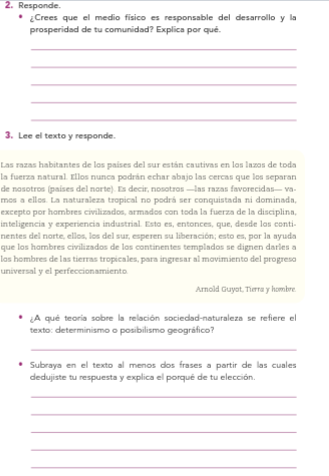 2. Responde.
• ¿Crees que el medio físico es responsable del desarrollo y la
prosperidad de tu comunidad? Explica por qué.
3. Lee el texto y responde.
Las razas habitantes de los países del sur están cautivas en los lazos de toda
la fuerza natural. Ellos nunca podrán echar abajo las cercas que los separan
de nosotros (países del norte). Es decir, nosotros —las razas favorecidas— va-
mos a ellos. La naturaleza tropical no podrá ser conquistada ni dominada,
excepto por hombres civilizados, armados con toda la fuerza de la disciplina,
inteligencia y experiencia industrial. Esto es, entonces, que, desde los conti-
nentes del norte, ellos, los del sur, esperen su liberación; esto es, por la ayuda
que los hombres civilizados de los continentes templados se dignen darles a
los hombres de las tierras tropicales, para ingresar al movimiento del progreso
universal y el perfeccionamiento.
Arnold Guyot, Tierra y hombre.
• ¿A qué teoría sobre la relación sociedad-naturaleza se refiere el
texto: determinismo o posibilismo geográfico?
• Subraya en el texto al menos dos frases a partir de las cuales
dedujiste tu respuesta y explica el porqué de tu elección.